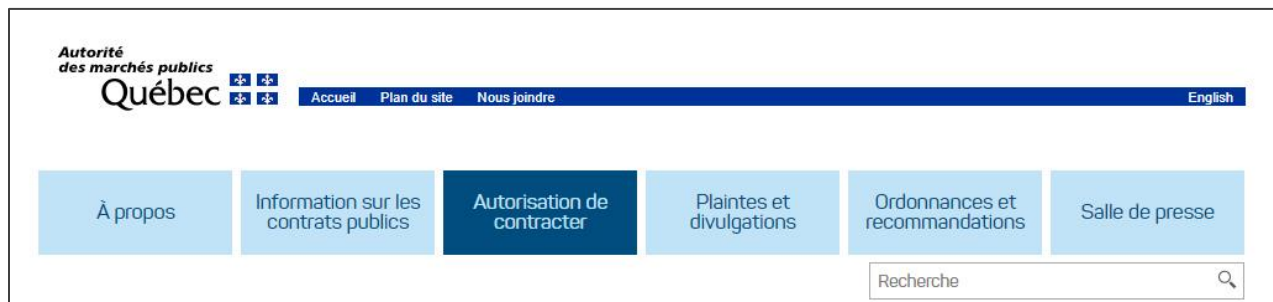 Autorité
des marchés publics
Québec
Accueil Plan du site Nous joindre English
À propos
Information sur les
contrats publics
Autorisation de
contracter
Plaintes et
divulgations
Ordonnances et
recommandations
Salle de presse
Recherche